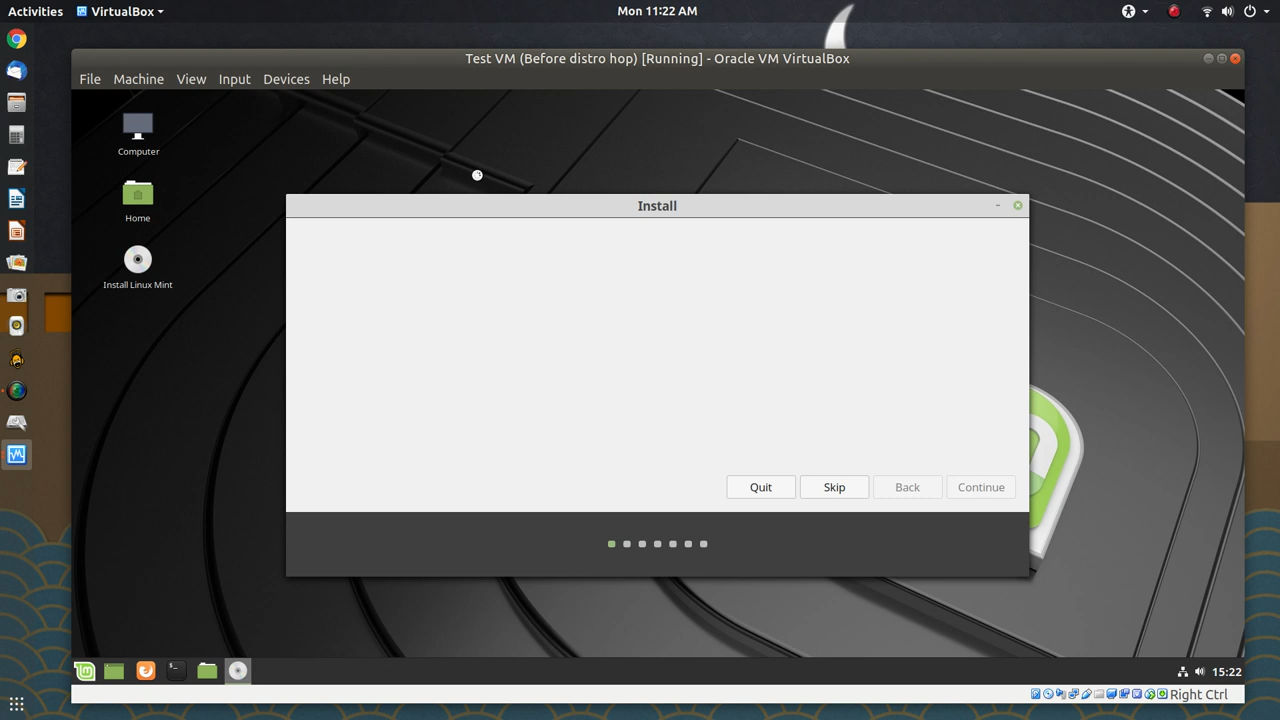 Activities VirtualBox Mon 11:22 AM
Test VM (Before distro hop) [Running] - Oracle VM VirtualBox
File Machine View Input Devices Help
Computer
Home
Install Linux Mint
Install
Quit Skip Back Continue
15:22
Right Ctrl